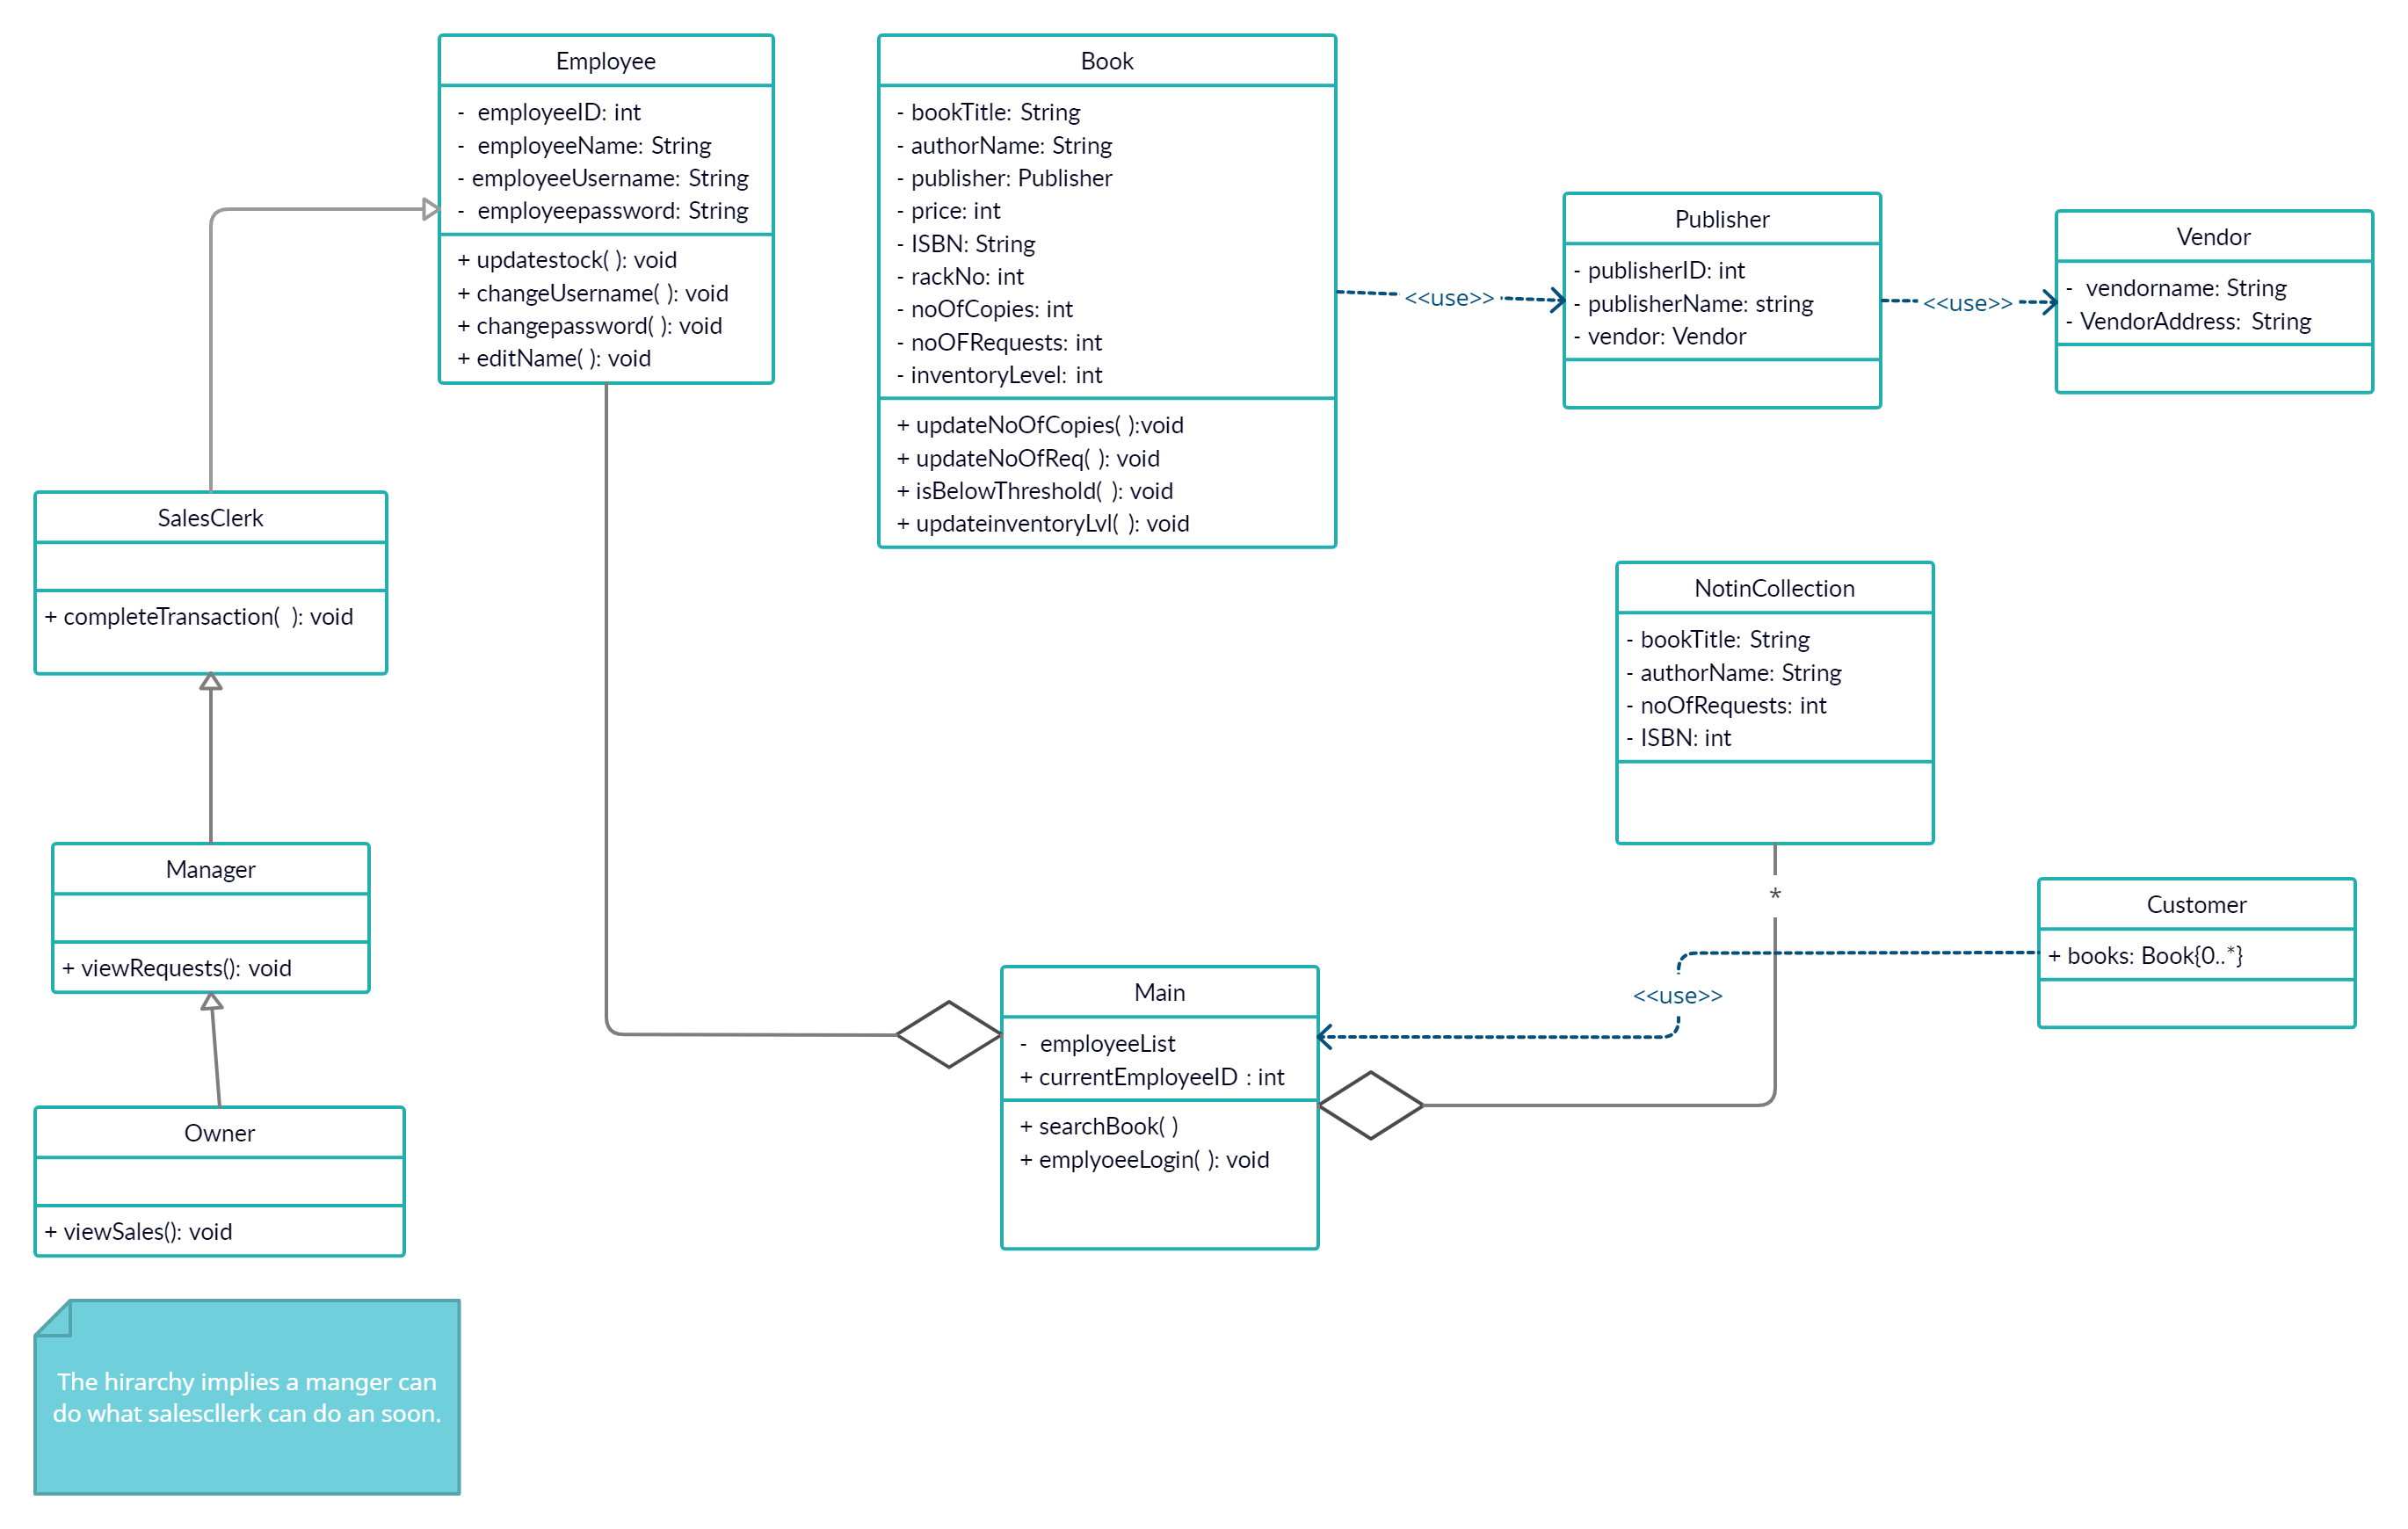 Employee
-  employeeID: int
-  employeeName: String
- employeeUsername: String
-  employeepassword: String
+ updatestock( ): void
+ changeUsername( ): void
+ changepassword( ): void
+ editName( ): void
Book
- bookTitle: String
- authorName: String
- publisher: Publisher
- price: int
- ISBN: String
- rackNo: int
- noOfCopies: int
- noOFRequests: int
- inventoryLevel: int
+ updateNoOfCopies( ):void
+ updateNoOfReq( ): void
+ isBelowThreshold( ): void
+ updateinventoryLvl( ): void
<<use>>
Publisher
- publisherID: int
- publisherName: string
- vendor: Vendor
<<use>>
Vendor
-  vendorname: String
- VendorAddress: String
SalesClerk
+ completeTransaction( ): void
NotinCollection
- bookTitle: String
- authorName: String
- noOfRequests: int
- ISBN: int
*
Manager
+ viewRequests(): void
Customer
+ books: Book{0..*}
<<use>>
Main
-  employeeList
+ currentEmployeeID : int
+ searchBook( )
+ emplyoeeLogin( ): void
Owner
+ viewSales(): void
The hirarchy implies a manger can
do what salescllerk can do an soon.